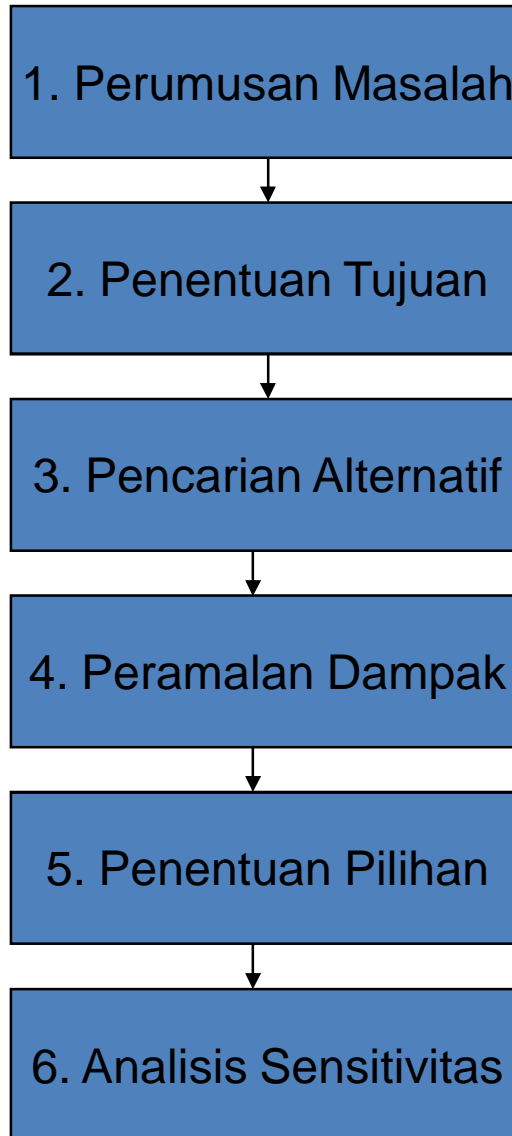 1. Perumusan Masalah
2. Penentuan Tujuan
3. Pencarian Alternatif
4. Peramalan Dampak
5. Penentuan Pilihan
6. Analisis Sensitivitas